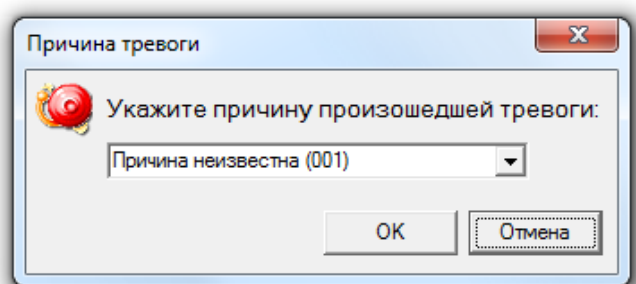 Причина тревоги
Укажите причину произошедшей тревоги:
Причина неизвестна (001)
OK
Отмена